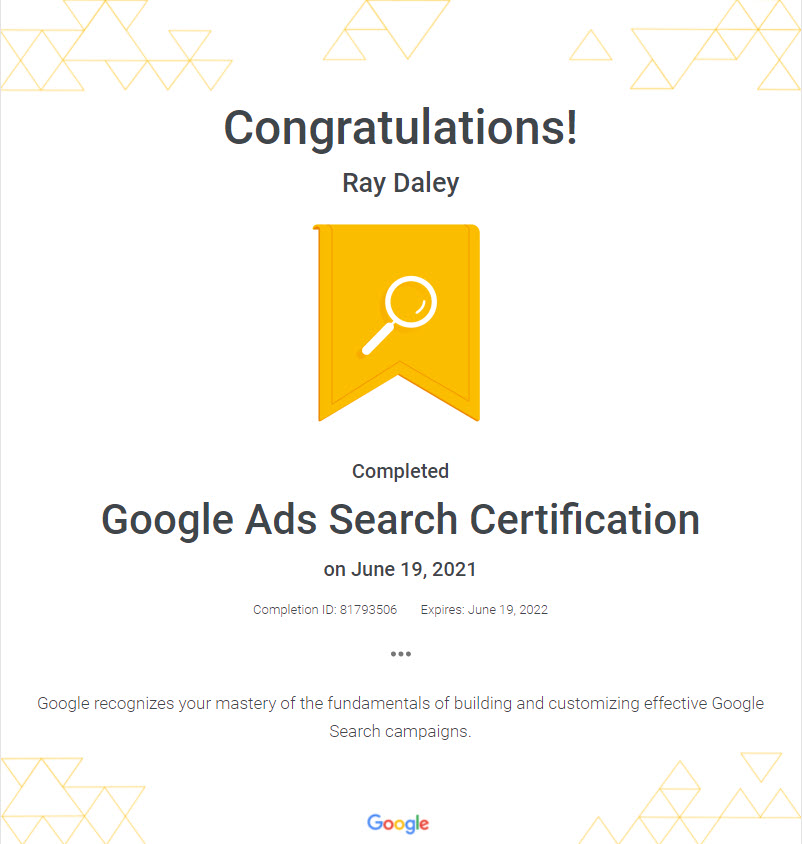 Congratulations!
Ray Daley
Completed
Google Ads Search Certification
on June 19, 2021
Completion ID: 81793506 Expires: June 19, 2022
•••
Google recognizes your mastery of the fundamentals of building and customizing effective Google
Search campaigns.
Google